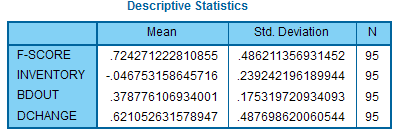 Descriptive Statistics
Mean Std. Deviation N
F-SCORE .724271222810855 .486211356931452 95
INVENTORY -.046753158645716 .239242196189944 95
BDOUT .378776106934001 .175319720934093 95
DCHANGE .621052631578947 .487698620060544 95